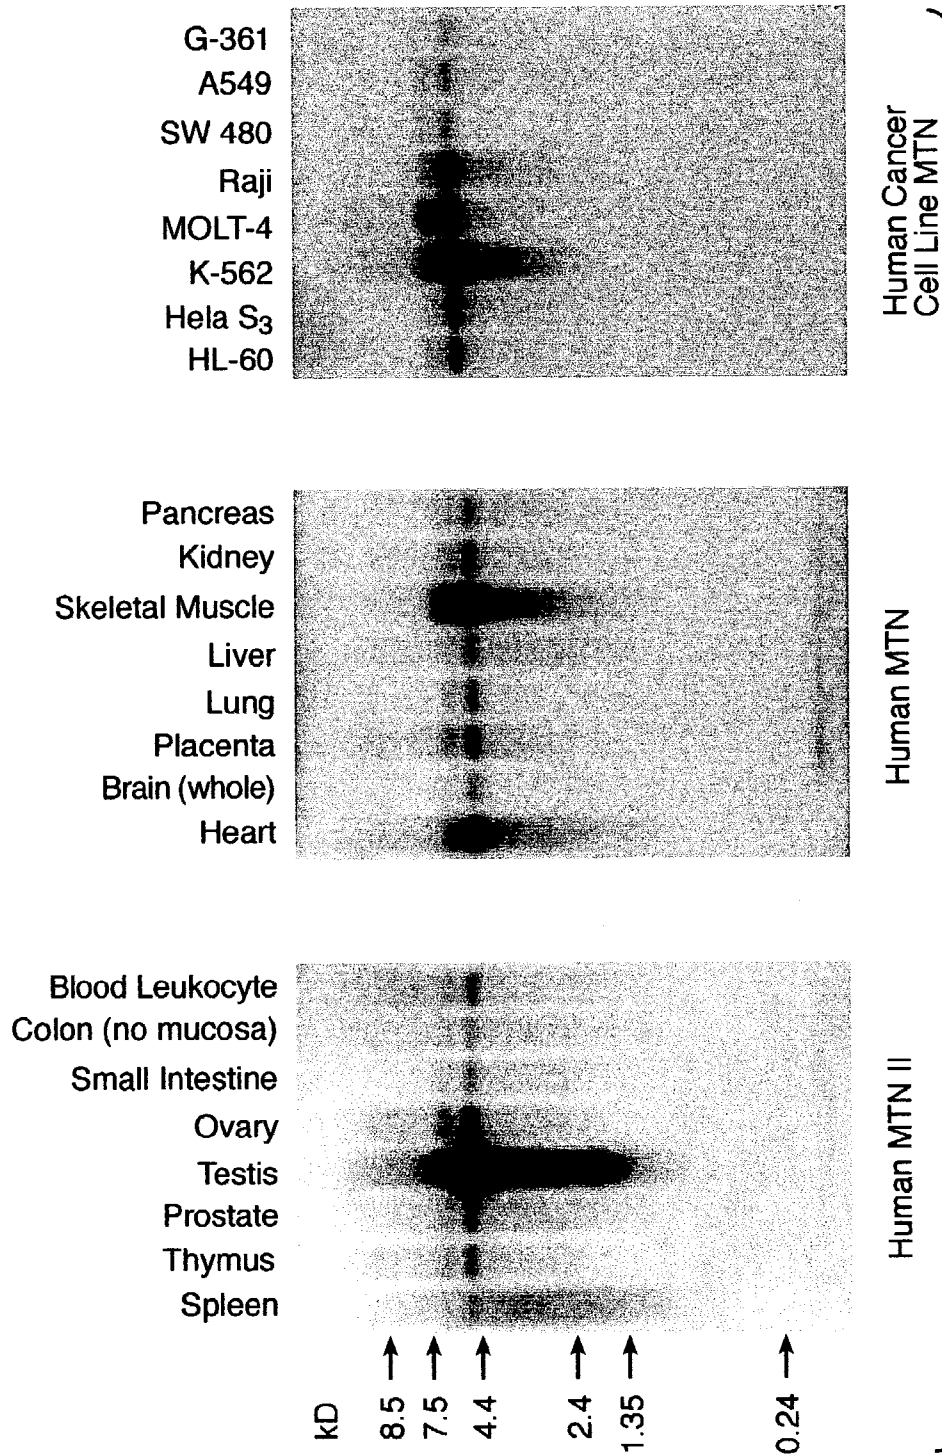 G-361
A549
SW 480
Raji
MOLT-4
K-562
Hela S3
HL-60
Human Cancer
Cell Line MTN
Pancreas
Kidney
Skeletal Muscle
Liver
Lung
Placenta
Brain (whole)
Heart
Human MTN
Blood Leukocyte
Colon (no mucosa)
Small Intestine
Ovary
Testis
Prostate
Thymus
Spleen
Human MTN II
kD
8.5
7.5
4.4
2.4
1.35
0.24